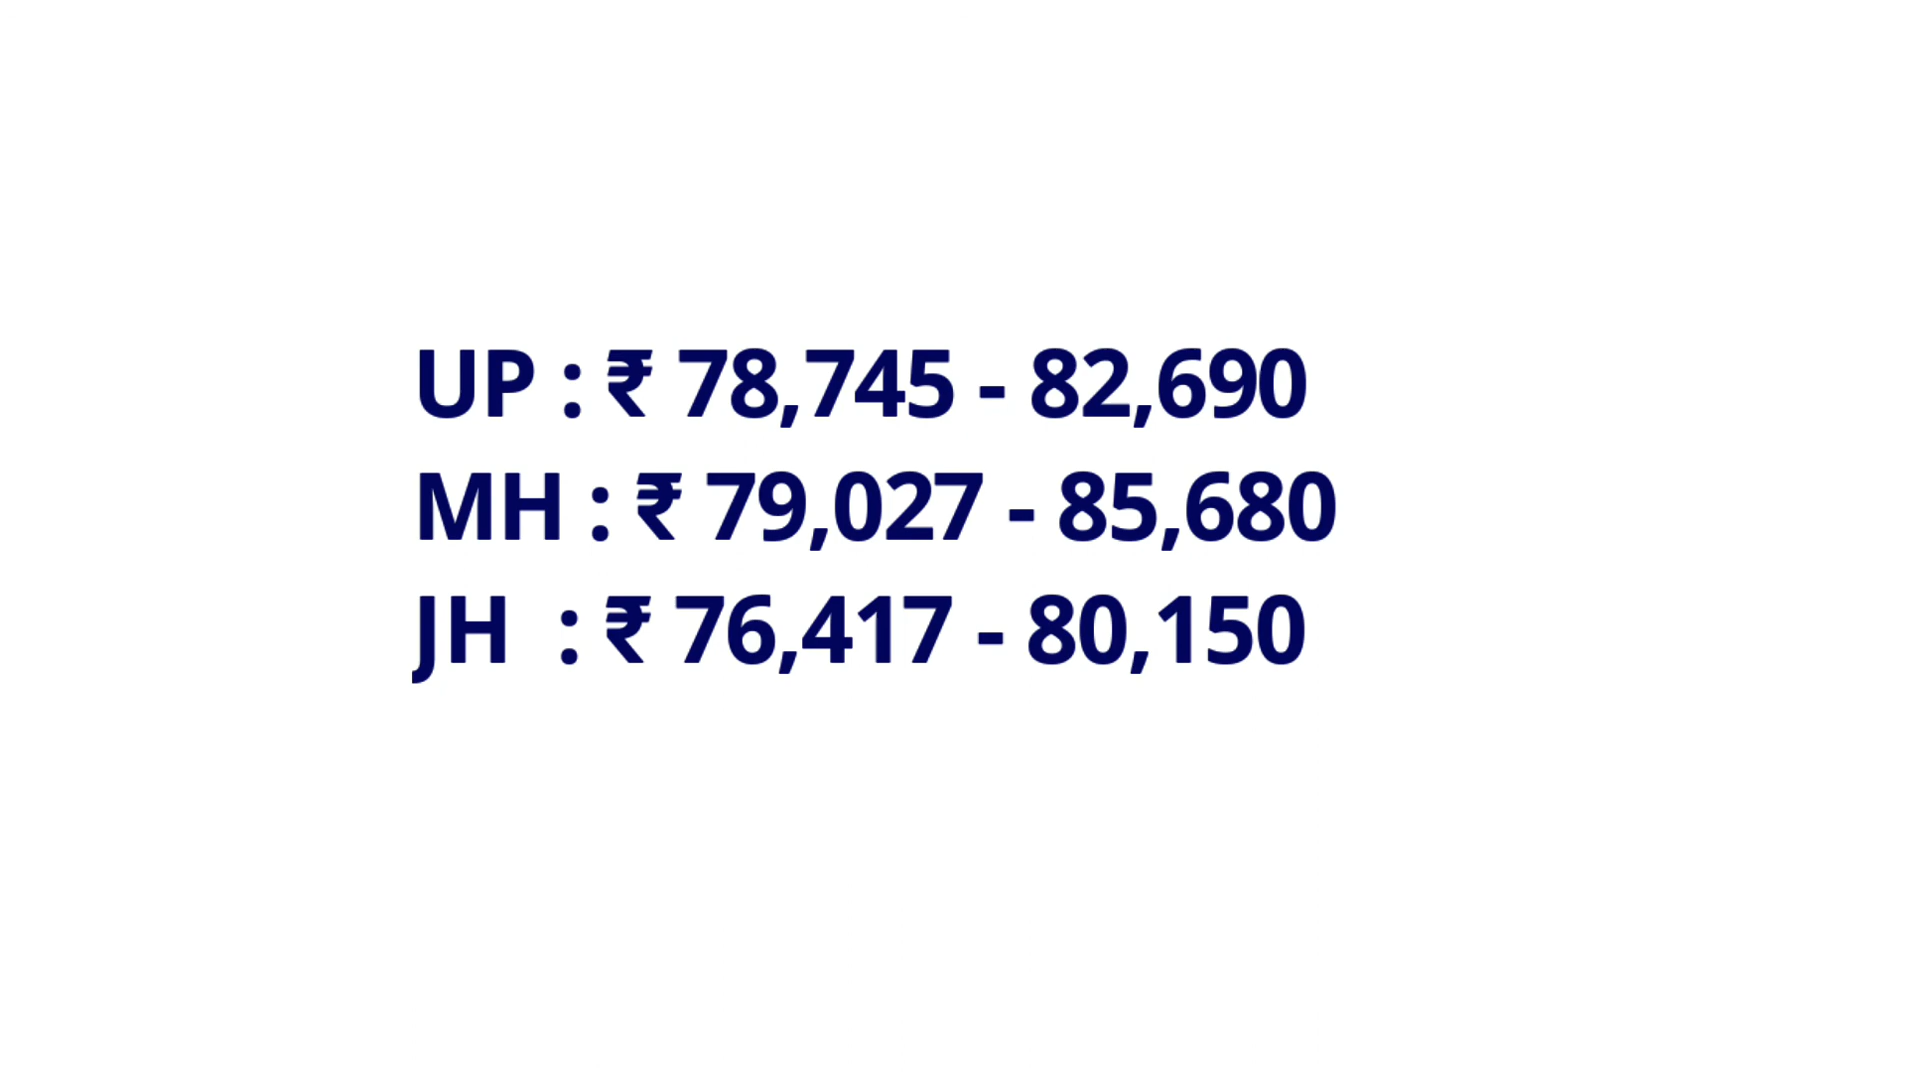 UP : ₹ 78,745 - 82,690
MH : ₹ 79,027 - 85,680
JH : ₹ 76,417 - 80,150